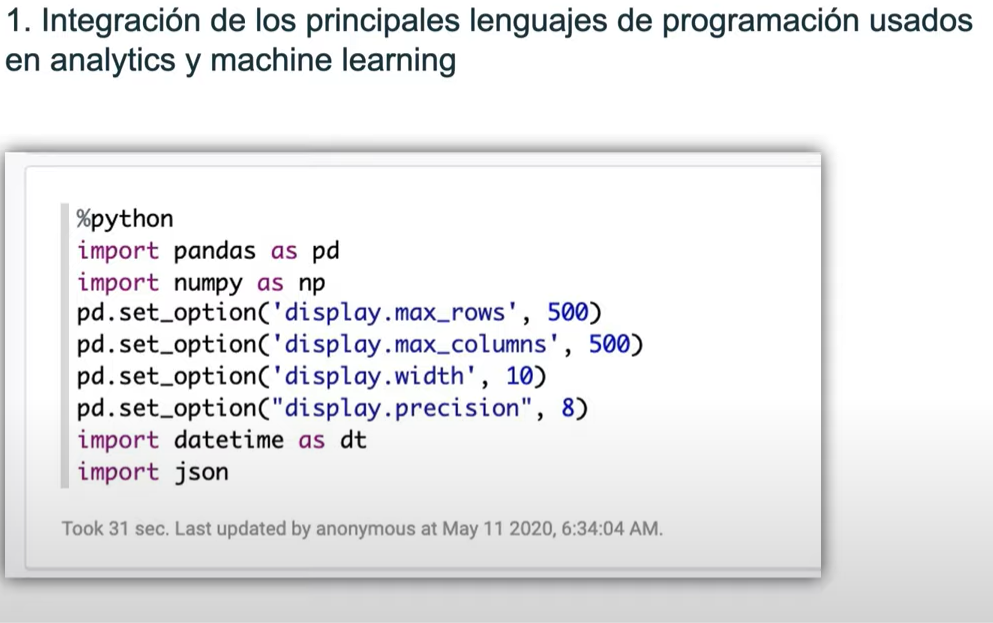 1. Integración de los principales lenguajes de programación usados
en analytics y machine learning
%python
import pandas as pd
import numpy as np
pd.set_option('display.max_rows', 500)
pd.set_option('display.max_columns', 500)
pd.set_option('display.width', 10)
pd.set_option("display.precision", 8)
import datetime as dt
import json
Took 31 sec. Last updated by anonymous at May 11 2020, 6:34:04 AM.